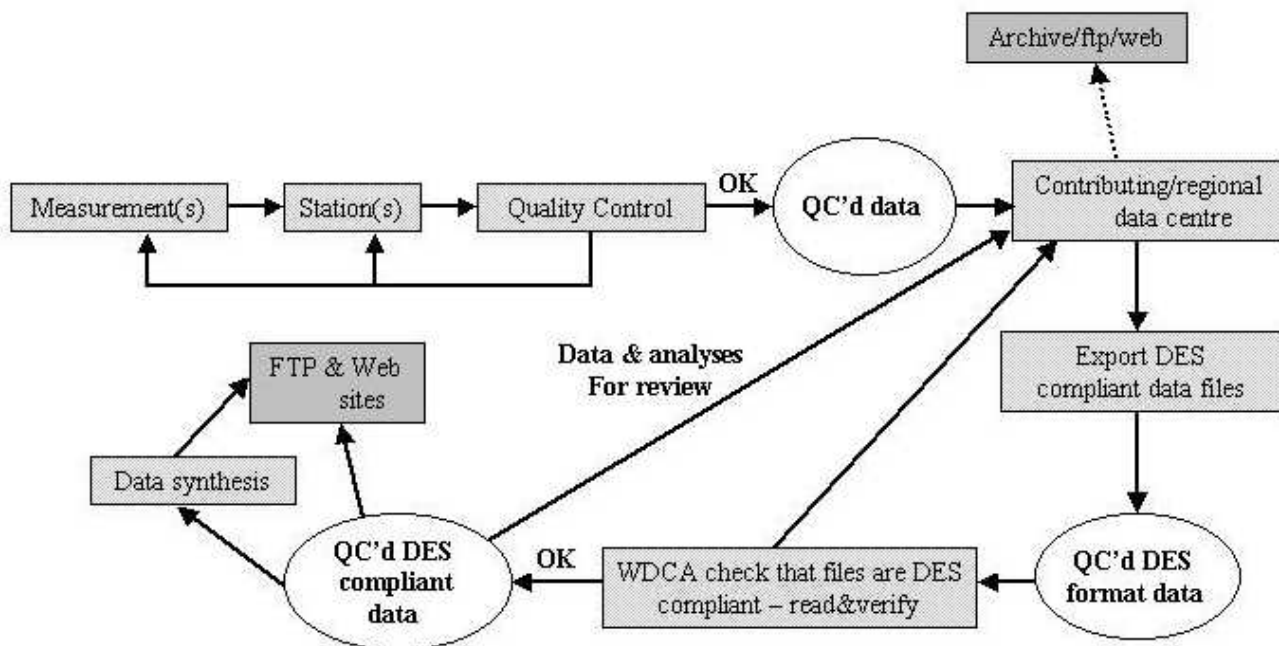 Archive/ftp/web
Measurement(s)
Station(s)
Quality Control
OK
QC'd data
Contributing/regional
data centre
Data & analyses
For review
Export DES
compliant data files
FTP & Web
sites
Data synthesis
QC'd DES
compliant
data
OK
WDCA check that files are DES
compliant – read&verify
QC'd DES
format data